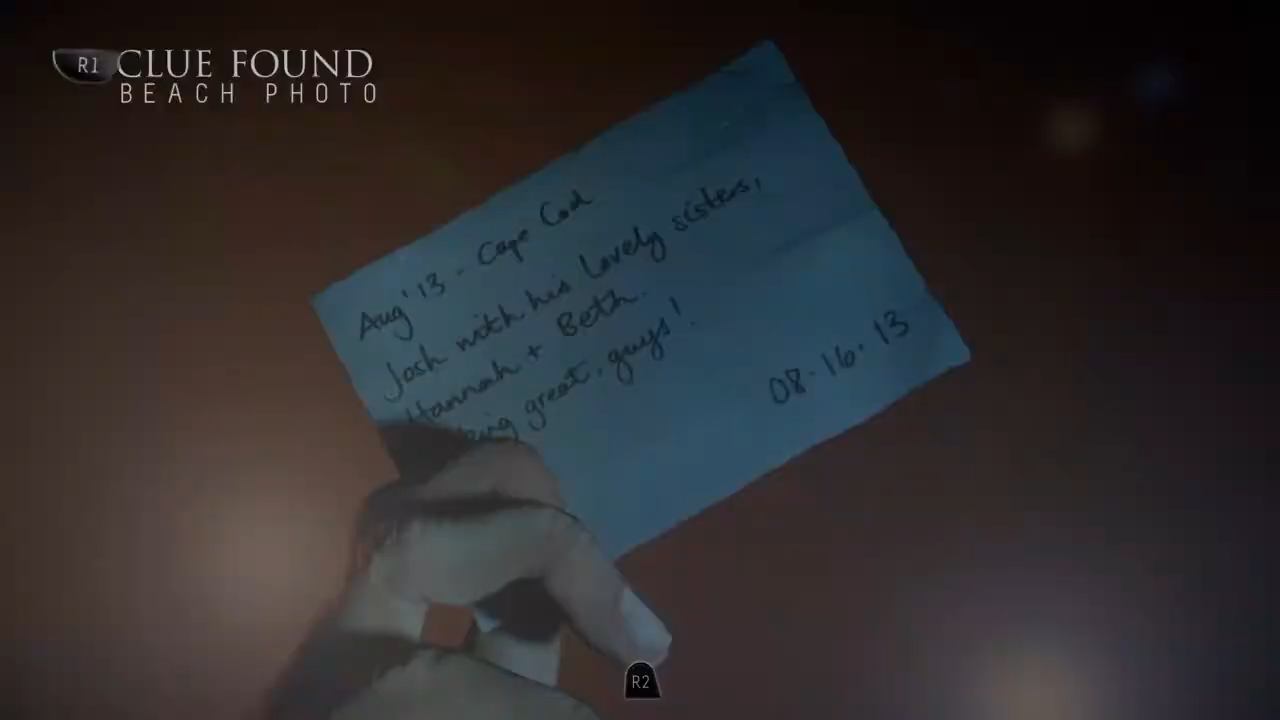 R1 CLUE FOUND
BEACH PHOTO
Aug' 13 - Cape Cod
Josh with his lovely sisters,
Hannah + Beth.
great, guys!
08·16·13
R2